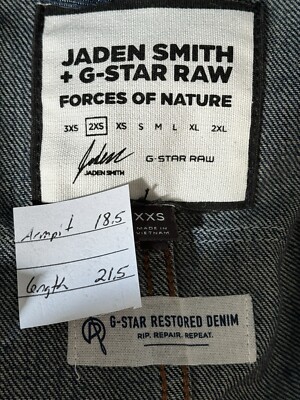 JADEN SMITH
+ G-STAR RAW
FORCES OF NATURE
3XS 2XS XS S M L XL 2XL
Jaden
JADEN SMITH
G-STAR RAW
XXS
MADE IN
VIETNAM
Armpit 18.5
Length 21.5
G-STAR RESTORED DENIM
RIP. REPAIR. REPEAT.